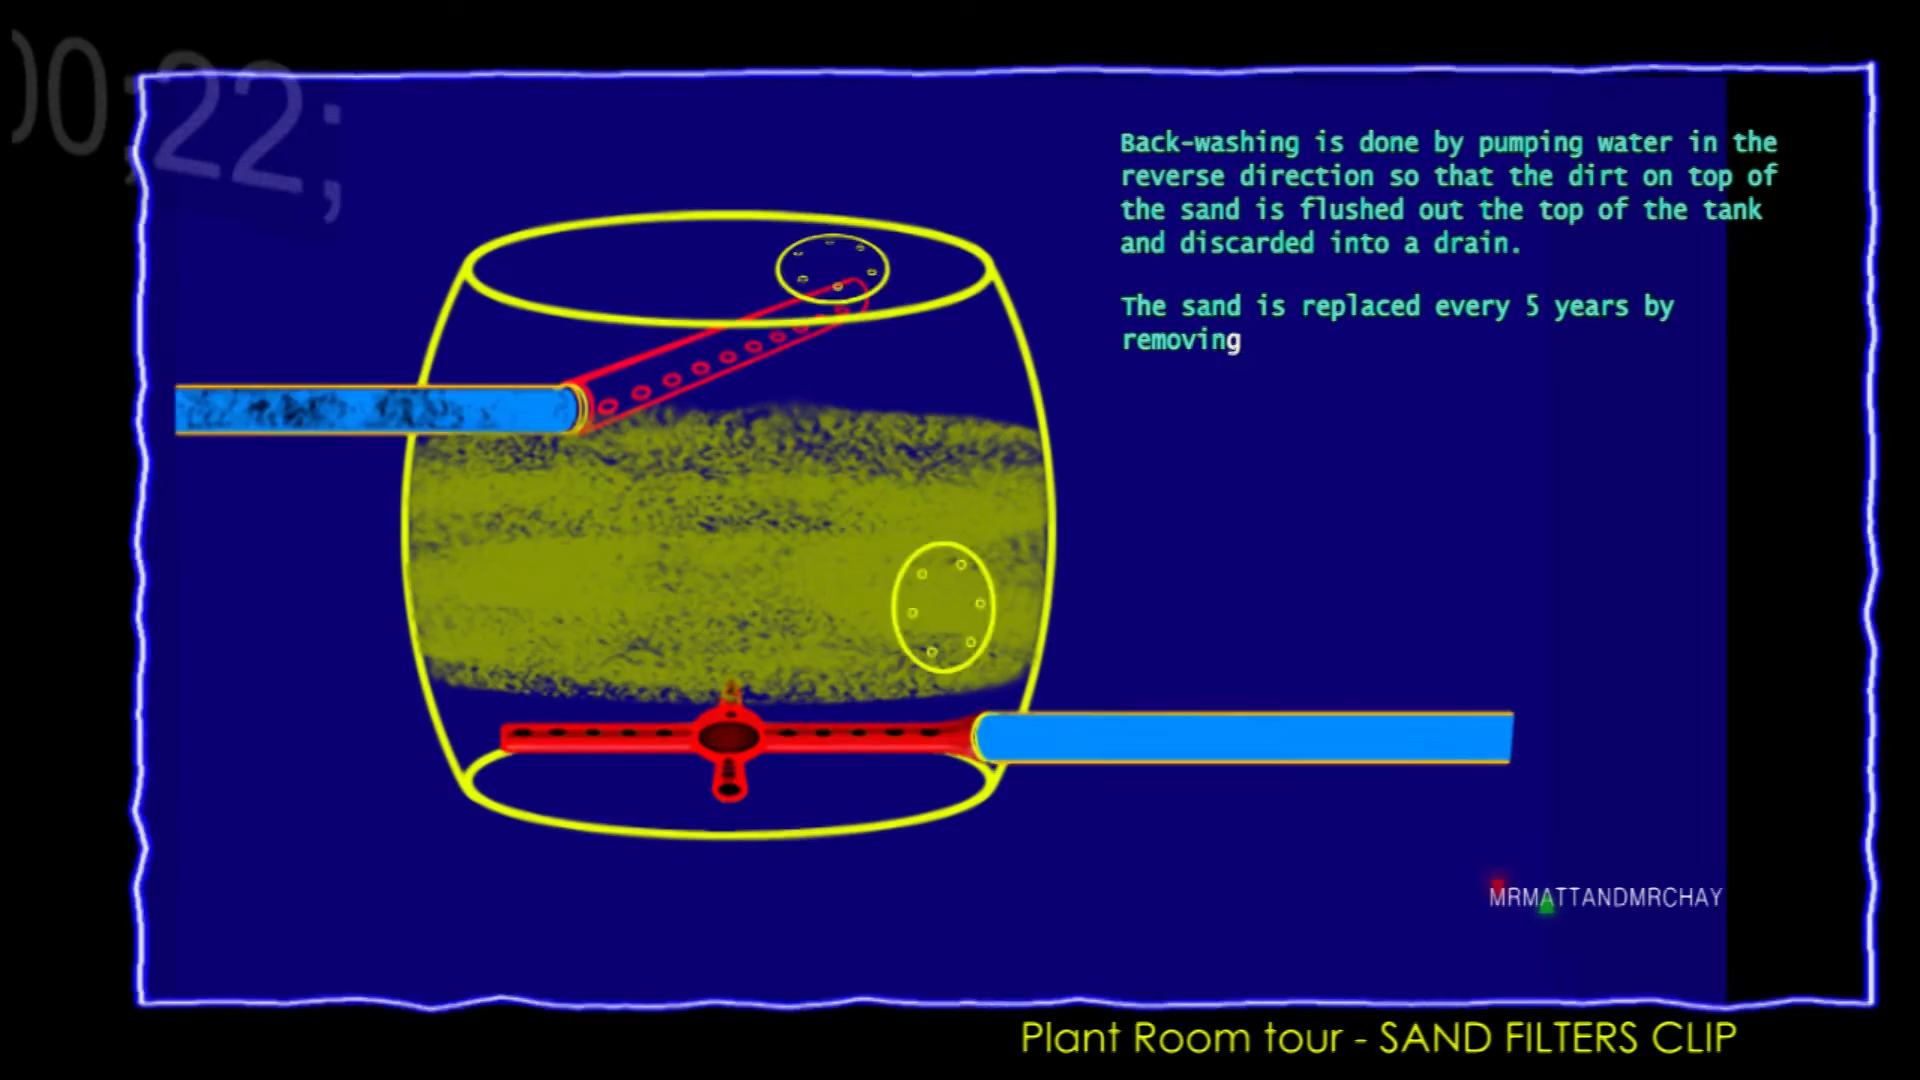 00:22;
Back-washing is done by pumping water in the
reverse direction so that the dirt on top of
the sand is flushed out the top of the tank
and discarded into a drain.
The sand is replaced every 5 years by
removing
MRMATTANDMRCHAY
Plant Room tour - SAND FILTERS CLIP